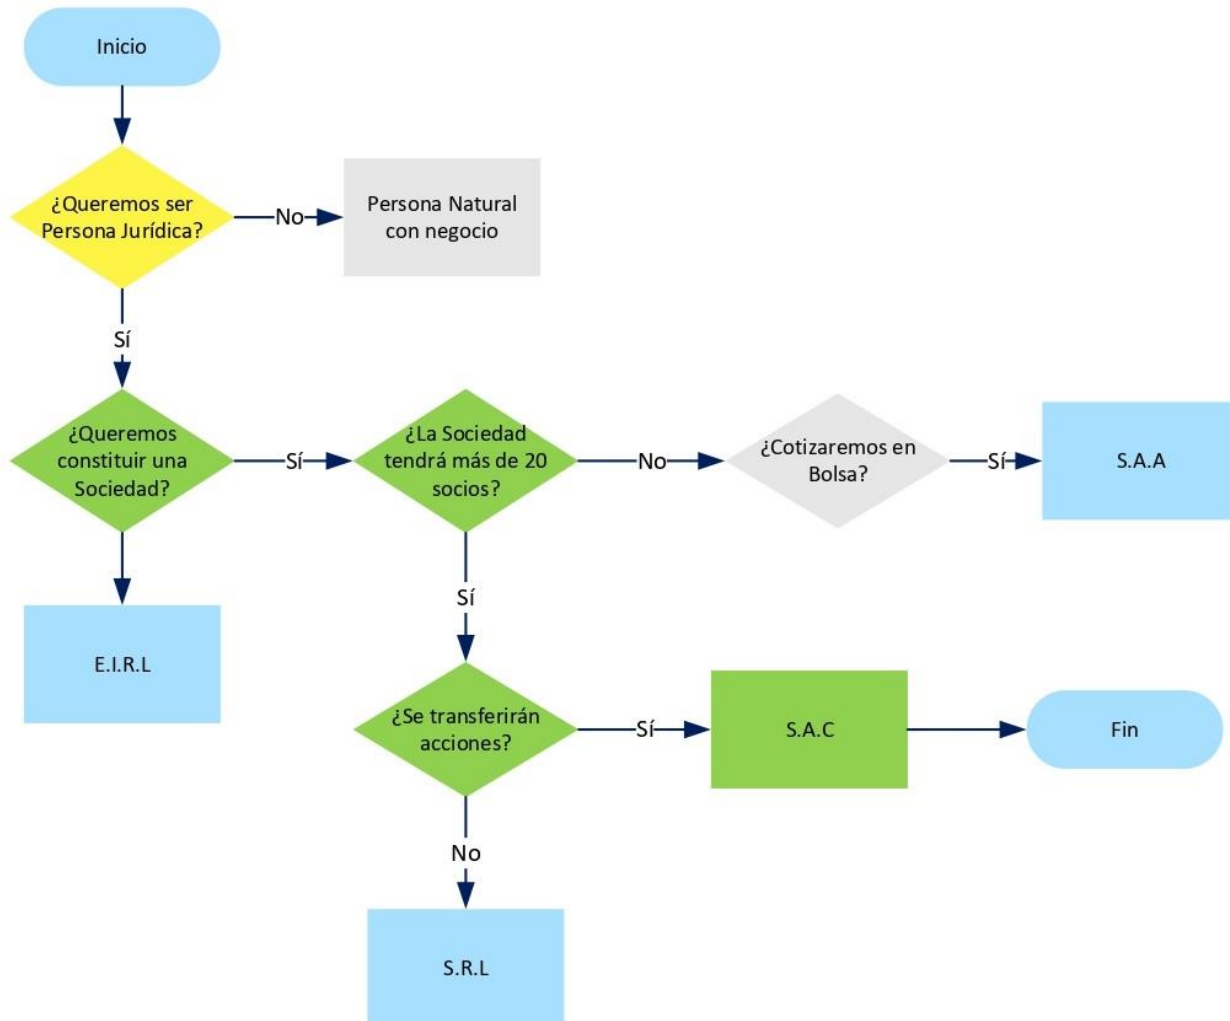 Inicio
¿Queremos ser
Persona Jurídica?
No
Persona Natural
con negocio
Sí
¿Queremos
constituir una
Sociedad?
Sí
¿La Sociedad
tendrá más de 20
socios?
No
¿Cotizaremos en
Bolsa?
Sí
S.A.A
Sí
E.I.R.L
¿Se transferirán
acciones?
Sí
S.A.C
Fin
No
S.R.L